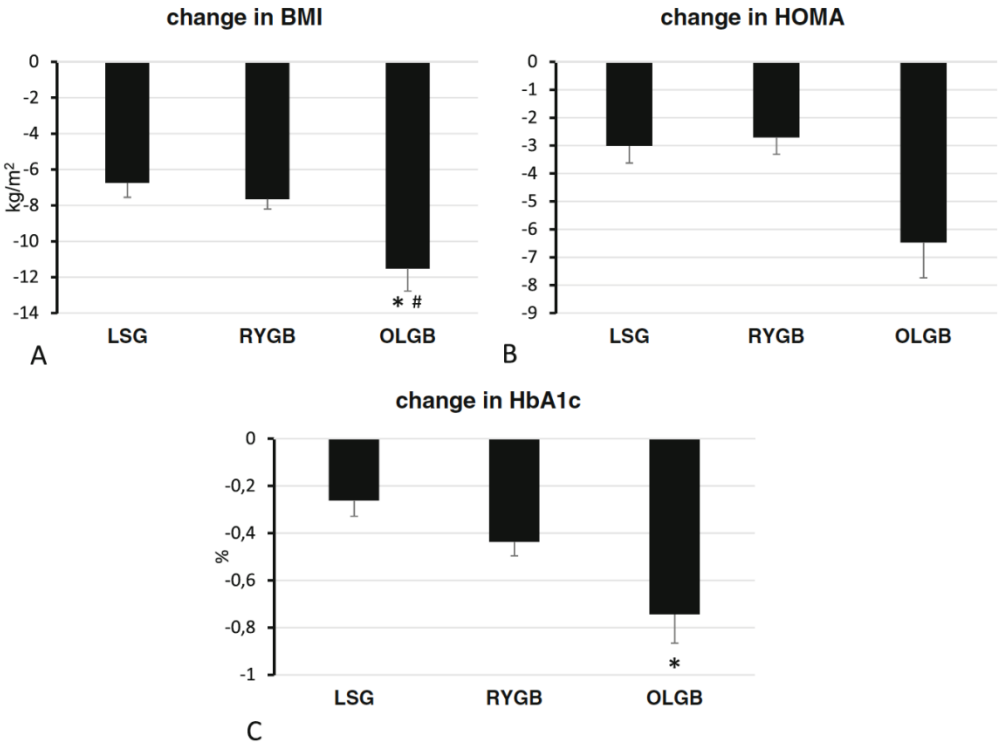 change in BMI
0
-2
-4
-6
-8
-10
-12
-14
kg/m²
* #
LSG RYGB OLGB
A
change in HOMA
0
-1
-2
-3
-4
-5
-6
-7
-8
-9
LSG RYGB OLGB
B
change in HbA1c
0
-0,2
-0,4
-0,6
-0,8
-1
%
*
LSG RYGB OLGB
C